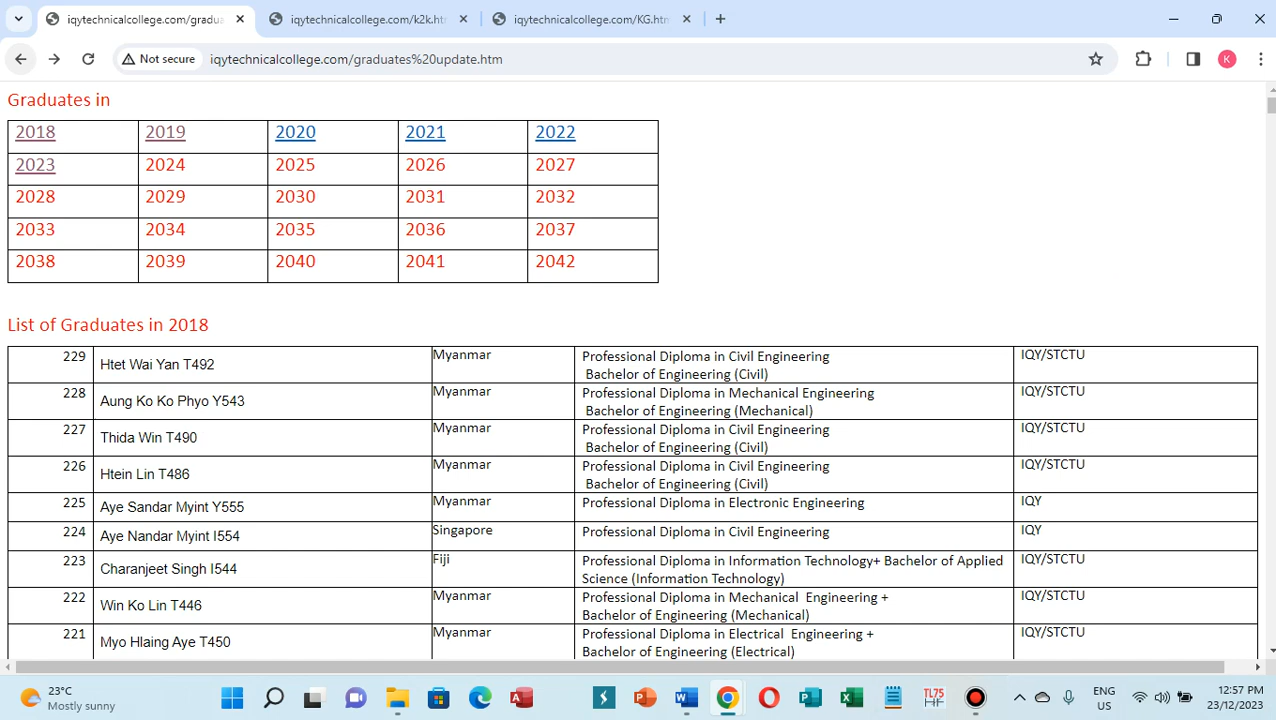 iqytechnicalcollege.com/gradua
iqytechnicalcollege.com/k2k.htm
iqytechnicalcollege.com/KG.htm
Not secure
iqytechnicalcollege.com/graduates%20update.htm
K
Graduates in
2018 2019 2020 2021 2022
2023 2024 2025 2026 2027
2028 2029 2030 2031 2032
2033 2034 2035 2036 2037
2038 2039 2040 2041 2042
List of Graduates in 2018
229 Htet Wai Yan T492 Myanmar Professional Diploma in Civil Engineering IQY/STCTU
Bachelor of Engineering (Civil)
228 Aung Ko Ko Phyo Y543 Myanmar Professional Diploma in Mechanical Engineering IQY/STCTU
Bachelor of Engineering (Mechanical)
227 Thida Win T490 Myanmar Professional Diploma in Civil Engineering IQY/STCTU
Bachelor of Engineering (Civil)
226 Htein Lin T486 Myanmar Professional Diploma in Civil Engineering IQY/STCTU
Bachelor of Engineering (Civil)
225 Aye Sandar Myint Y555 Myanmar Professional Diploma in Electronic Engineering IQY
224 Aye Nandar Myint I554 Singapore Professional Diploma in Civil Engineering IQY
223 Charanjeet Singh I544 Fiji Professional Diploma in Information Technology+ Bachelor of Applied IQY/STCTU
Science (Information Technology)
222 Win Ko Lin T446 Myanmar Professional Diploma in Mechanical Engineering + IQY/STCTU
Bachelor of Engineering (Mechanical)
221 Myo Hlaing Aye T450 Myanmar Professional Diploma in Electrical Engineering + IQY/STCTU
Bachelor of Engineering (Electrical)
23°C
Mostly sunny
TL75
ENG
US
12:57 PM
23/12/2023